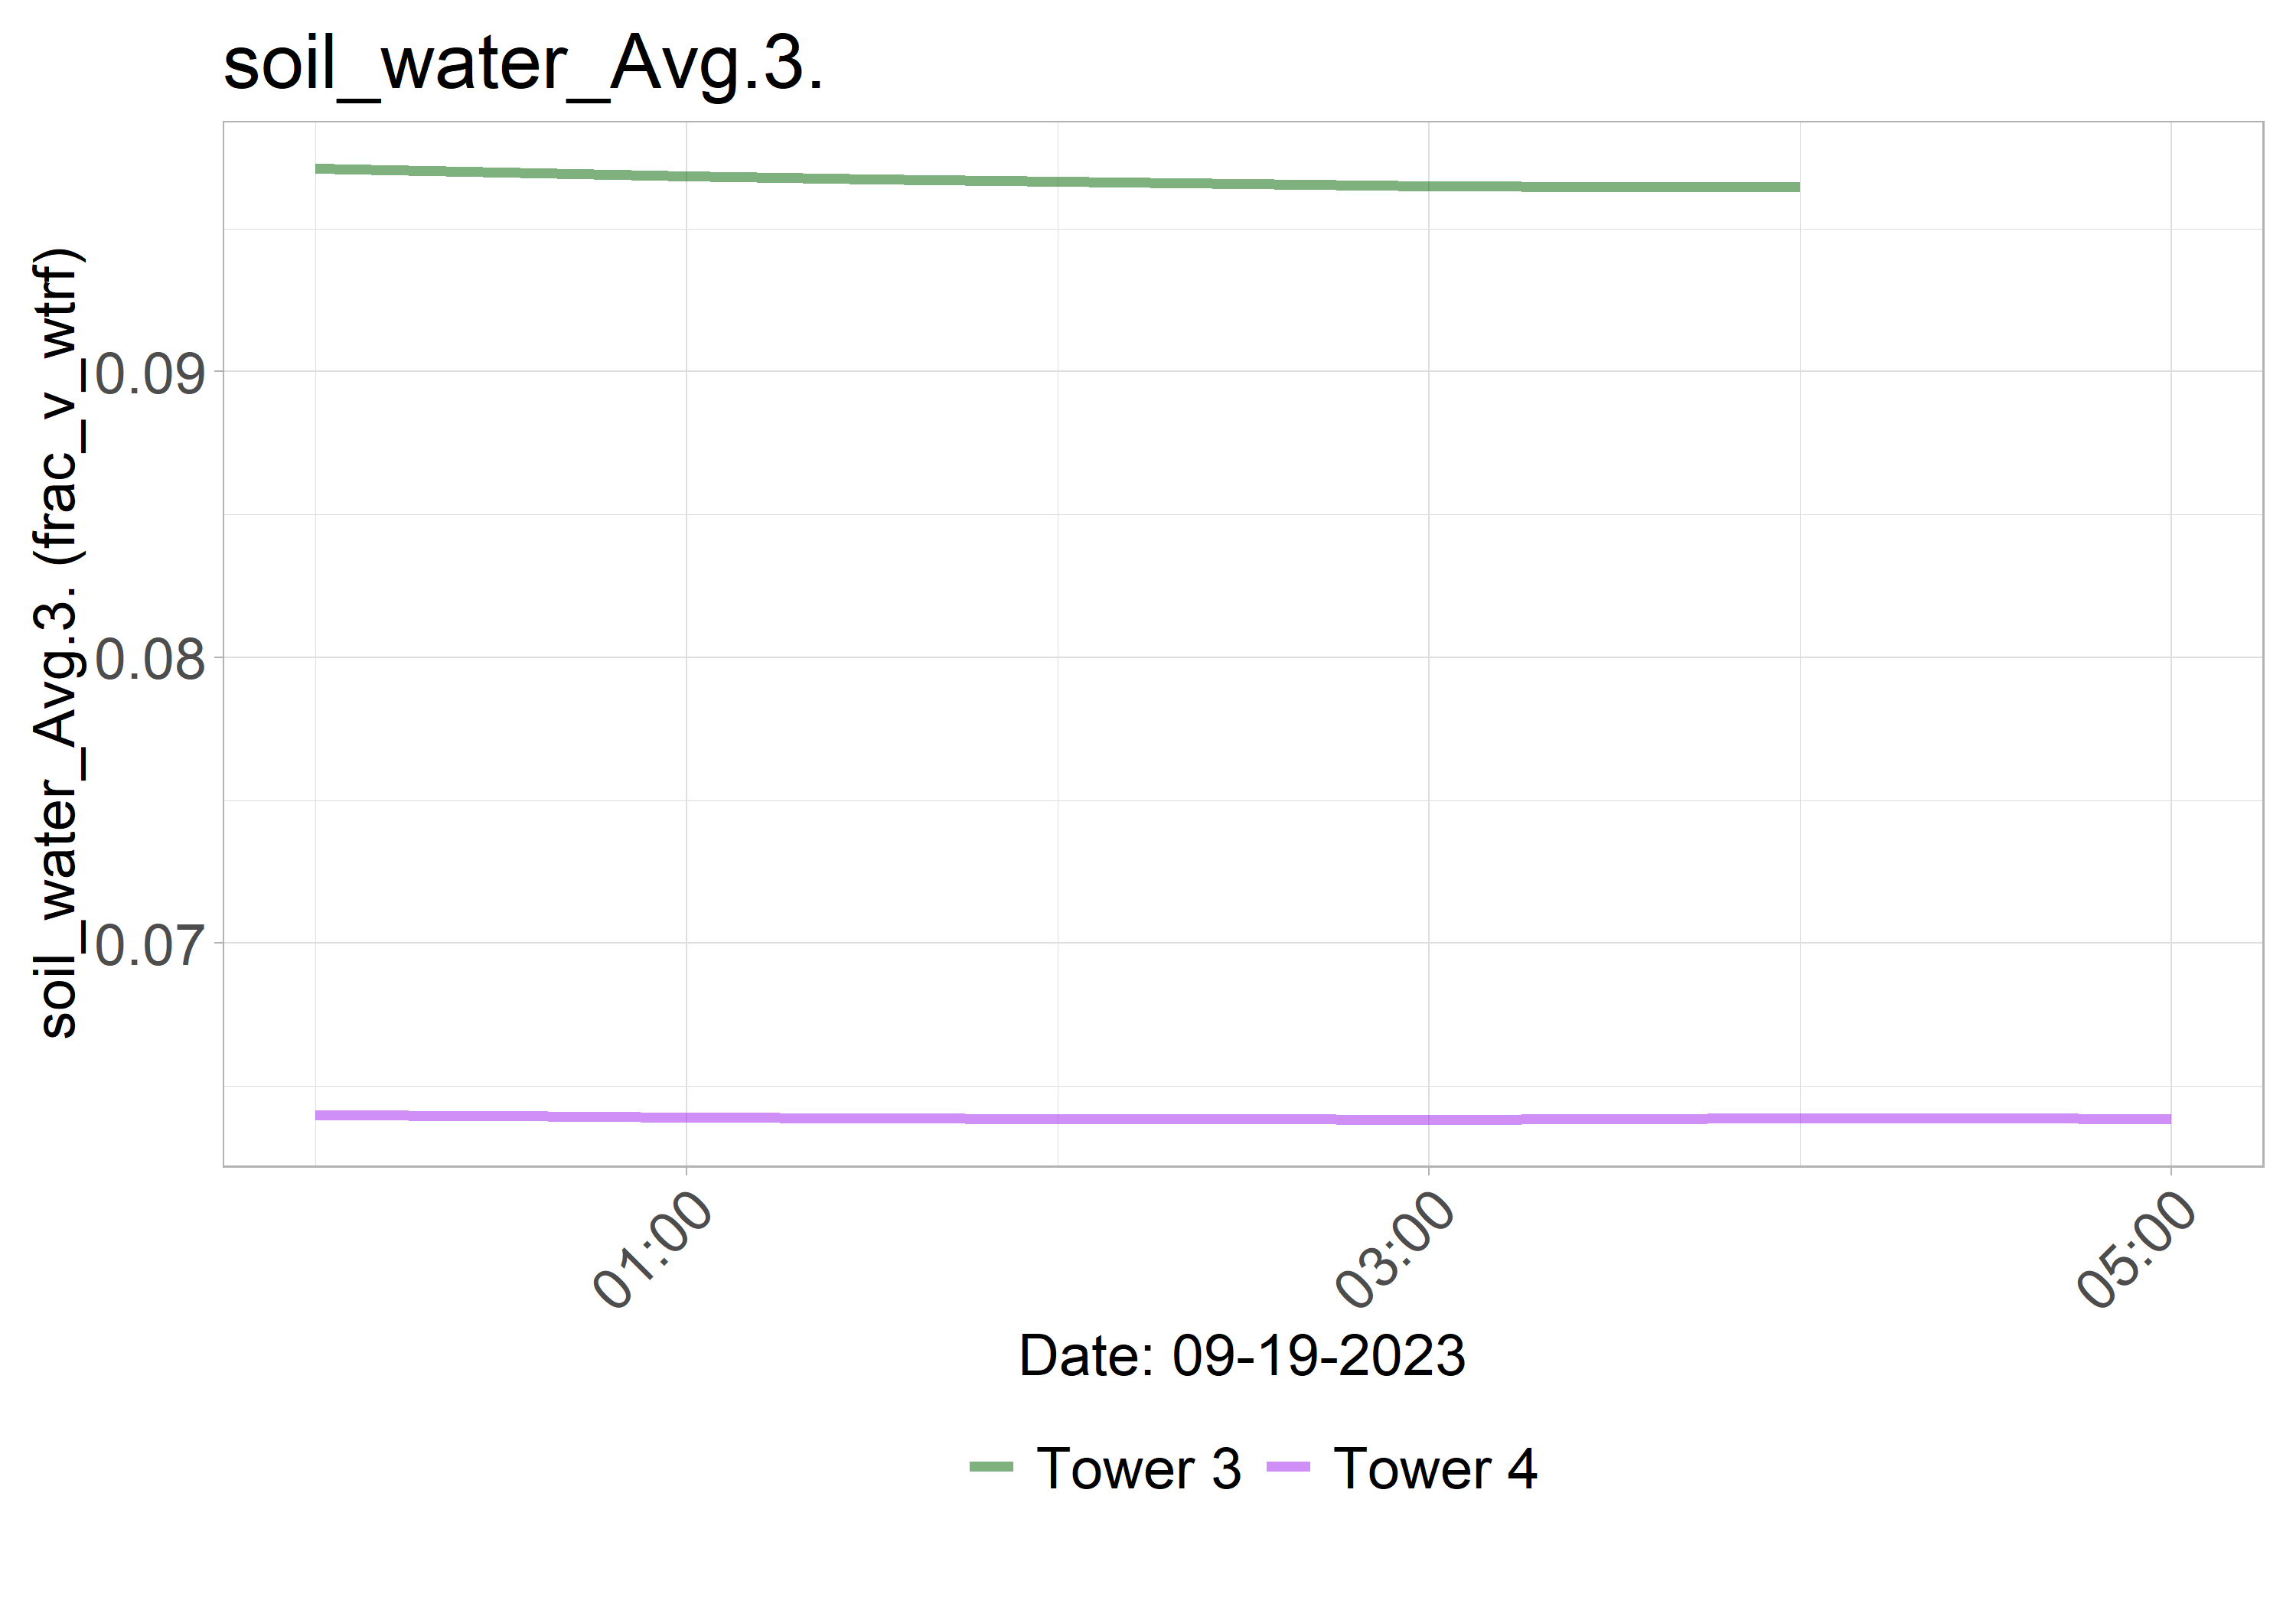 soil_water_Avg.3.
soil_water_Avg.3. (frac_v_wtrf)
0.09
0.08
0.07
01:00
03:00
05:00
Date: 09-19-2023
Tower 3
Tower 4